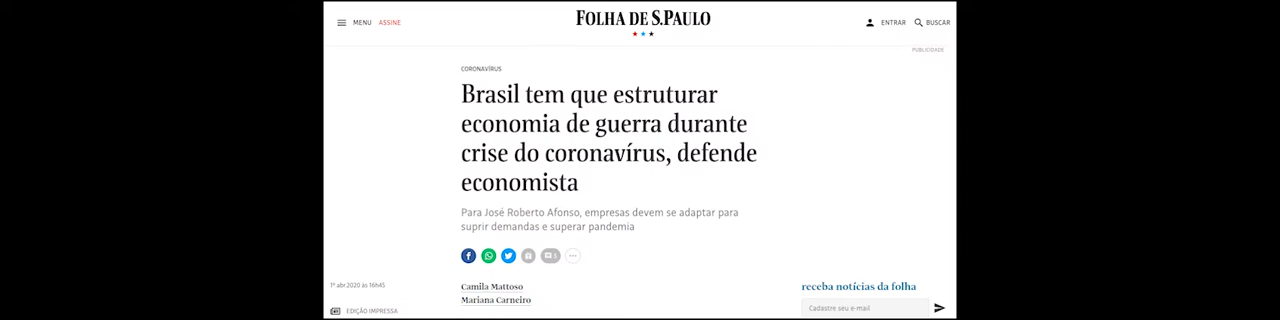 MENU ASSINE FOLHA DE S.PAULO ENTRAR BUSCAR
PUBLICIDADE
CORONAVÍRUS
Brasil tem que estruturar
economia de guerra durante
crise do coronavírus, defende
economista
Para José Roberto Afonso, empresas devem se adaptar para
suprir demandas e superar pandemia
1º.abr.2020 às 16h45
Camila Mattoso
Mariana Carneiro
EDIÇÃO IMPRESSA
receba notícias da folha
Cadastre seu e-mail